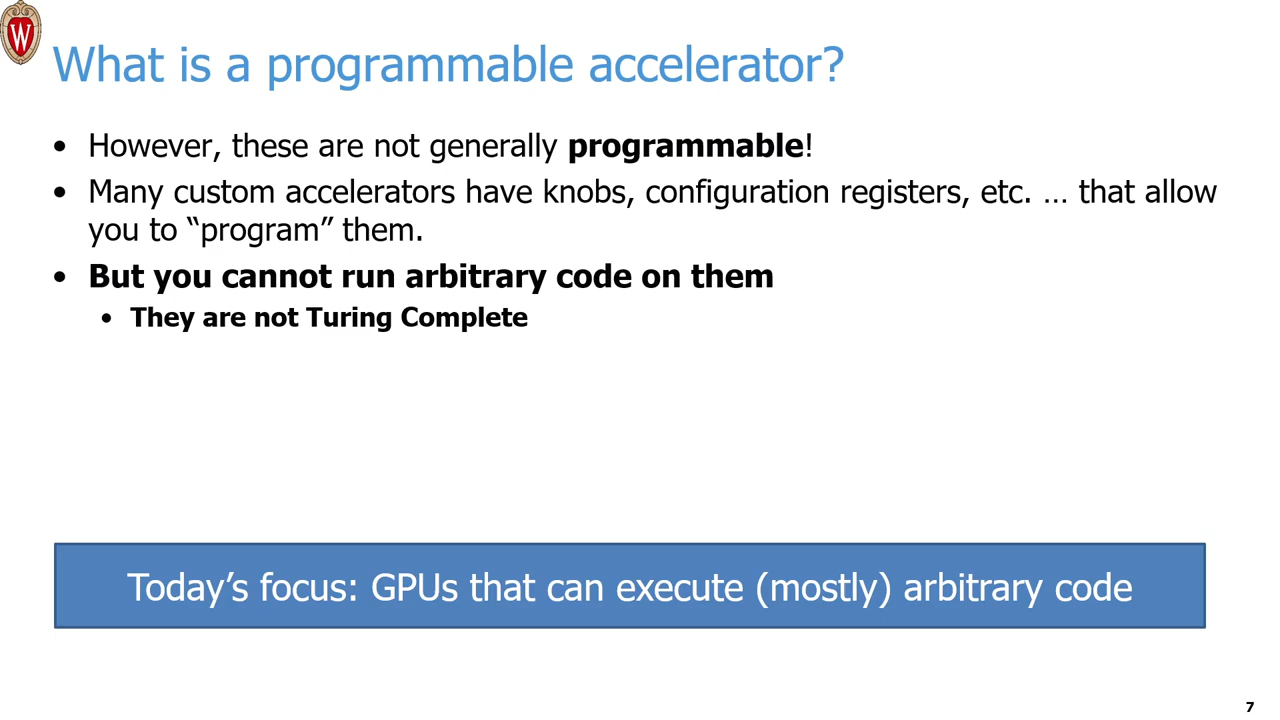 W
What is a programmable accelerator?
• However, these are not generally programmable!
• Many custom accelerators have knobs, configuration registers, etc. … that allow
you to “program” them.
• But you cannot run arbitrary code on them
• They are not Turing Complete
Today’s focus: GPUs that can execute (mostly) arbitrary code
7